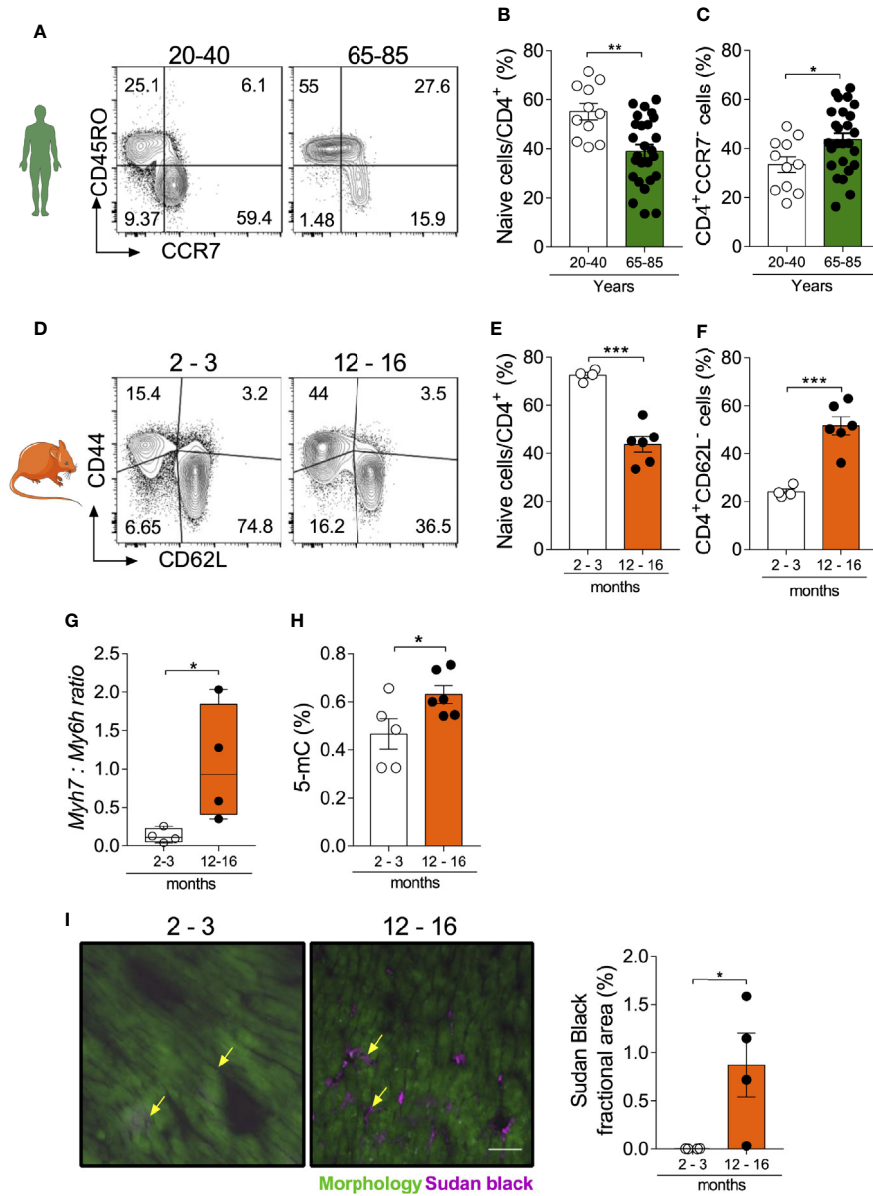 A
20-40
65-85
25.1
6.1
55
27.6
9.37
59.4
1.48
15.9
CD45RO
CCR7
B
Naive cells/CD4+ (%)
80
60
40
20
0
**
20-40
65-85
Years
C
CD4+CCR7- cells (%)
80
60
40
20
0
*
20-40
65-85
Years
D
2 - 3
12 - 16
15.4
3.2
44
3.5
6.65
74.8
16.2
36.5
CD44
CD62L
E
Naive cells/CD4+ (%)
80
60
40
20
0
***
2 - 3
12 - 16
months
F
CD4+CD62L- cells (%)
80
60
40
20
0
***
2 - 3
12 - 16
months
G
Myh7 : My6h ratio
2.5
2.0
1.5
1.0
0.5
0.0
*
2-3
12-16
months
H
5-mC (%)
0.8
0.6
0.4
0.2
0.0
*
2 - 3
12 - 16
months
I
2 - 3
12 - 16
Morphology Sudan black
Sudan Black
fractional area (%)
2.0
1.5
1.0
0.5
0.0
*
2 - 3
12 - 16
months